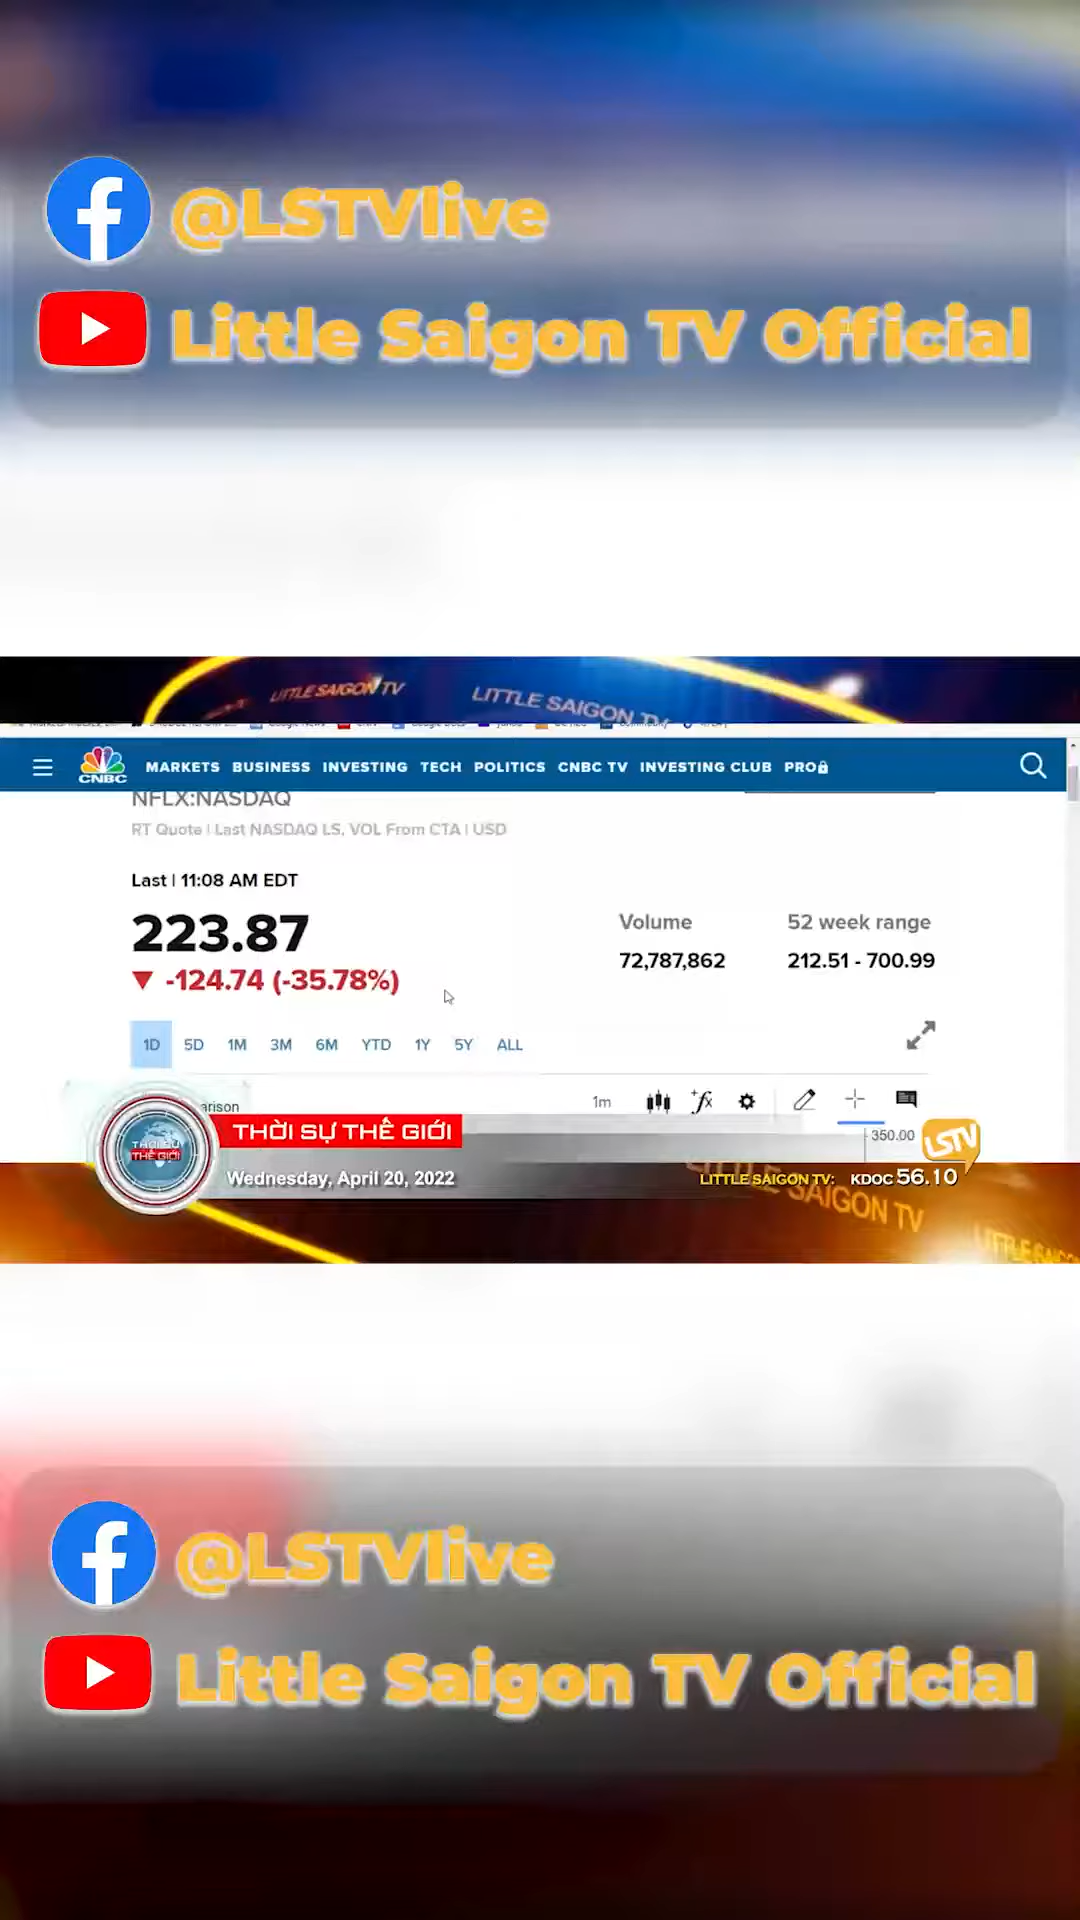 @LSTVlive
Little Saigon TV Official
LITTLE SAIGON TV
LITTLE SAIGON TV
CNBC
MARKETS BUSINESS INVESTING TECH POLITICS CNBC TV INVESTING CLUB PRO
NFLX:NASDAQ
RT Quote | Last NASDAQ LS, VOL From CTA | USD
Last | 11:08 AM EDT
223.87
▼ -124.74 (-35.78%)
Volume
72,787,862
52 week range
212.51 - 700.99
1D 5D 1M 3M 6M YTD 1Y 5Y ALL
1m
350.00
LSTV
THỜI SỰ THẾ GIỚI
THỜI SỰ
THẾ GIỚI
Wednesday, April 20, 2022
LITTLE SAIGON TV: KDOC 56.10
LITTLE SAIGON TV
@LSTVlive
Little Saigon TV Official